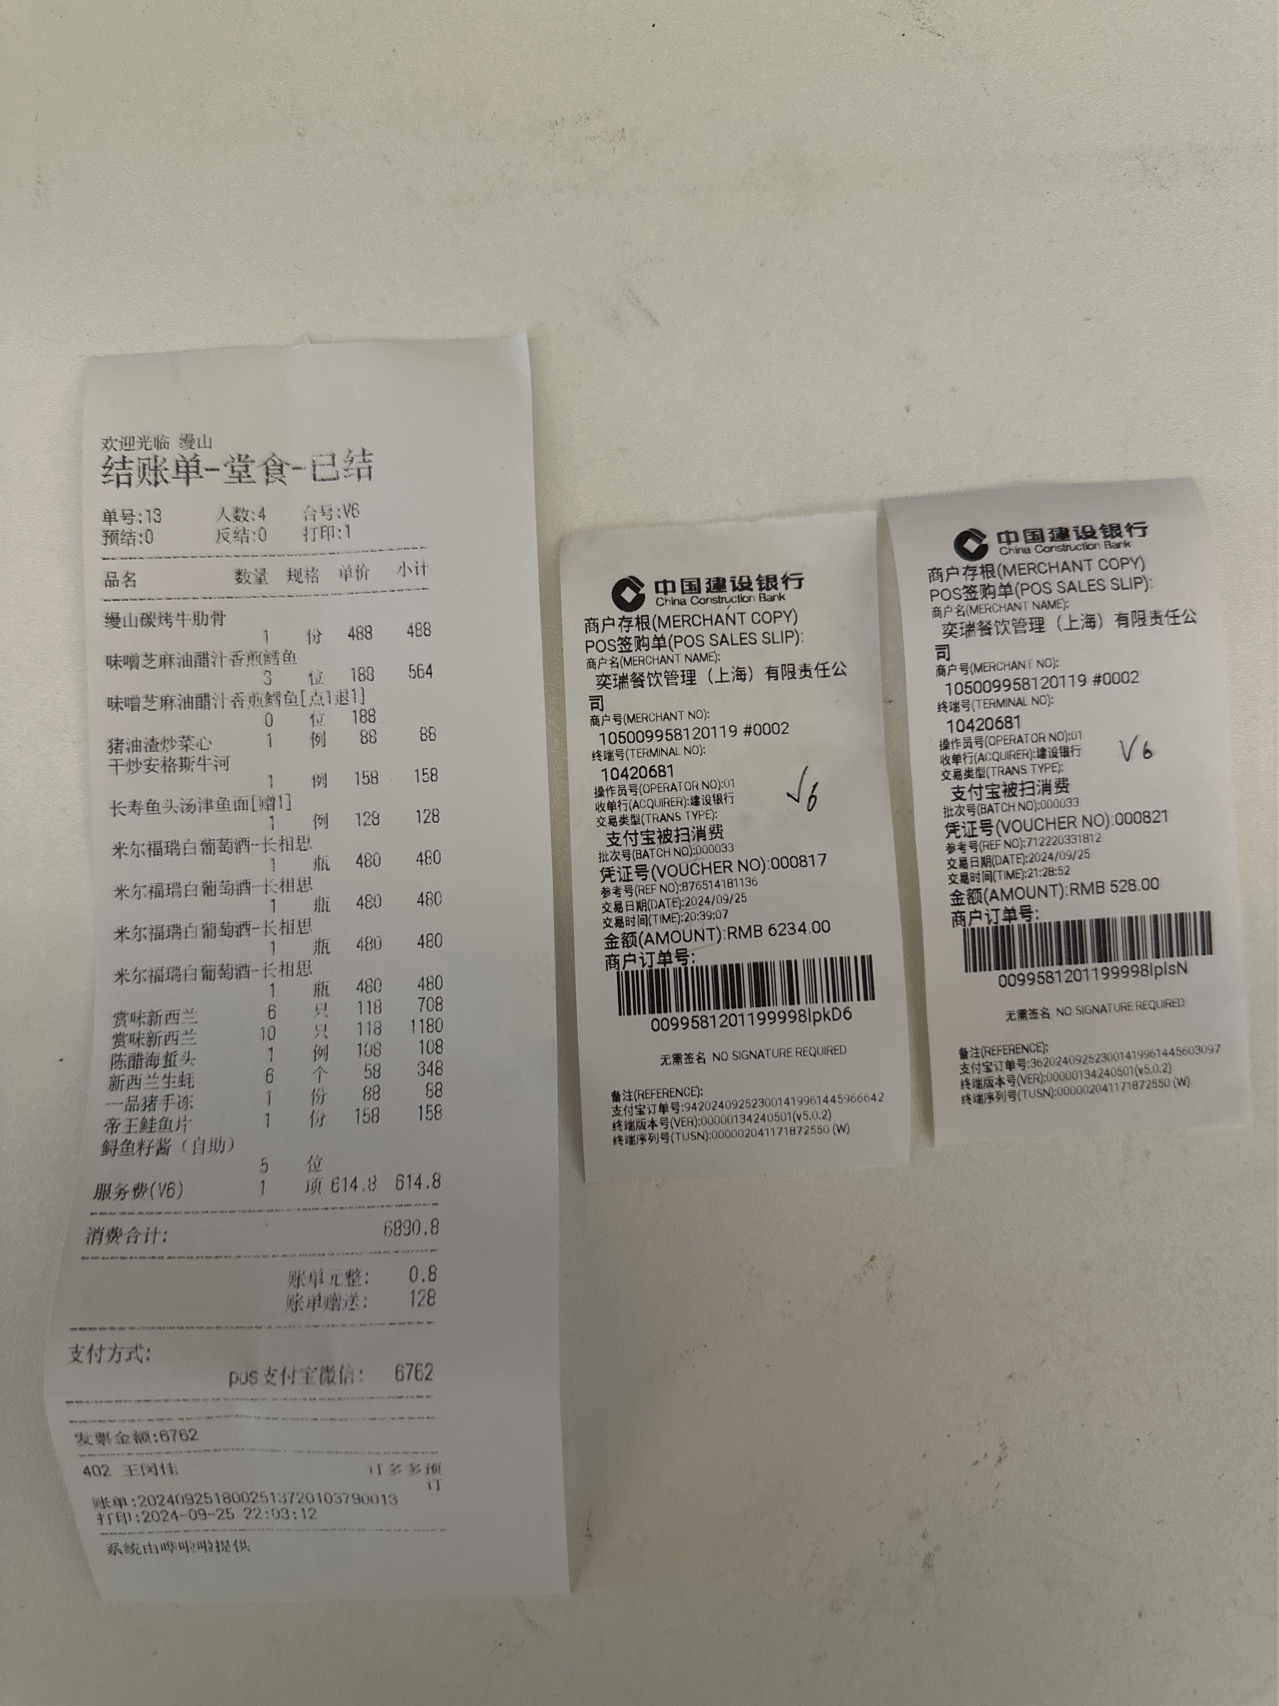 欢迎光临 缦山
结账单-堂食-已结
单号:13 人数:4 台号:V6
预结:0 反结:0 打印:1
品名 数量 规格 单价 小计
缦山碳烤牛肋骨
1 份 488 488
味噌芝麻油醋汁香煎鳕鱼
3 位 188 564
味噌芝麻油醋汁香煎鳕鱼[点1退1]
0 位 188
猪油渣炒菜心 1 例 88 88
干炒安格斯牛河
1 例 158 158
长寿鱼头汤津鱼面[赠1]
1 例 128 128
米尔福瑞白葡萄酒-长相思
1 瓶 480 480
米尔福瑞白葡萄酒-长相思
1 瓶 480 480
米尔福瑞白葡萄酒-长相思
1 瓶 480 480
米尔福瑞白葡萄酒-长相思
1 瓶 480 480
赏味新西兰 6 只 118 708
赏味新西兰 10 只 118 1180
陈醋海蜇头 1 例 108 108
新西兰生蚝 6 个 58 348
一品猪手冻 1 份 88 88
帝王鲑鱼片 1 份 158 158
鲟鱼籽酱（自助）
5 位
服务费(V6) 1 项 614.8 614.8
消费合计: 6890.8
账单元整: 0.8
账单赠送: 128
支付方式:
pos支付宝微信: 6762
发票金额:6762
402 王闵佳 订多多预
订
账单:2024092518002513720103790013
打印:2024-09-25 22:03:12
系统由哗啦啦提供
中国建设银行
China Construction Bank
商户存根(MERCHANT COPY)
POS签购单(POS SALES SLIP):
商户名(MERCHANT NAME):
奕瑞餐饮管理（上海）有限责任公
司
商户号(MERCHANT NO):
105009958120119 #0002
终端号(TERMINAL NO):
10420681
操作员号(OPERATOR NO):01
收单行(ACQUIRER):建设银行
交易类型(TRANS TYPE):
支付宝被扫消费
V6
批次号(BATCH NO):000033
凭证号(VOUCHER NO):000817
参考号(REF NO):876514181136
交易日期(DATE):2024/09/25
交易时间(TIME):20:39:07
金额(AMOUNT):RMB 6234.00
商户订单号:
0099581201199998lpkD6
无需签名 NO SIGNATURE REQUIRED
备注(REFERENCE):
支付宝订单号:942024092523001419961445966642
终端版本号(VER):00000134240501(v5.0.2)
终端序列号(TUSN):000002041171872550 (W)
中国建设银行
China Construction Bank
商户存根(MERCHANT COPY)
POS签购单(POS SALES SLIP):
商户名(MERCHANT NAME):
奕瑞餐饮管理（上海）有限责任公
司
商户号(MERCHANT NO):
105009958120119 #0002
终端号(TERMINAL NO):
10420681
操作员号(OPERATOR NO):01
收单行(ACQUIRER):建设银行
交易类型(TRANS TYPE):
V6
支付宝被扫消费
批次号(BATCH NO):000033
凭证号(VOUCHER NO):000821
参考号(REF NO):712220331812
交易日期(DATE):2024/09/25
交易时间(TIME):21:28:52
金额(AMOUNT):RMB 528.00
商户订单号:
0099581201199998lplsN
无需签名 NO SIGNATURE REQUIRED
备注(REFERENCE):
支付宝订单号:362024092523001419961445603097
终端版本号(VER):00000134240501(v5.0.2)
终端序列号(TUSN):000002041171872550 (W)